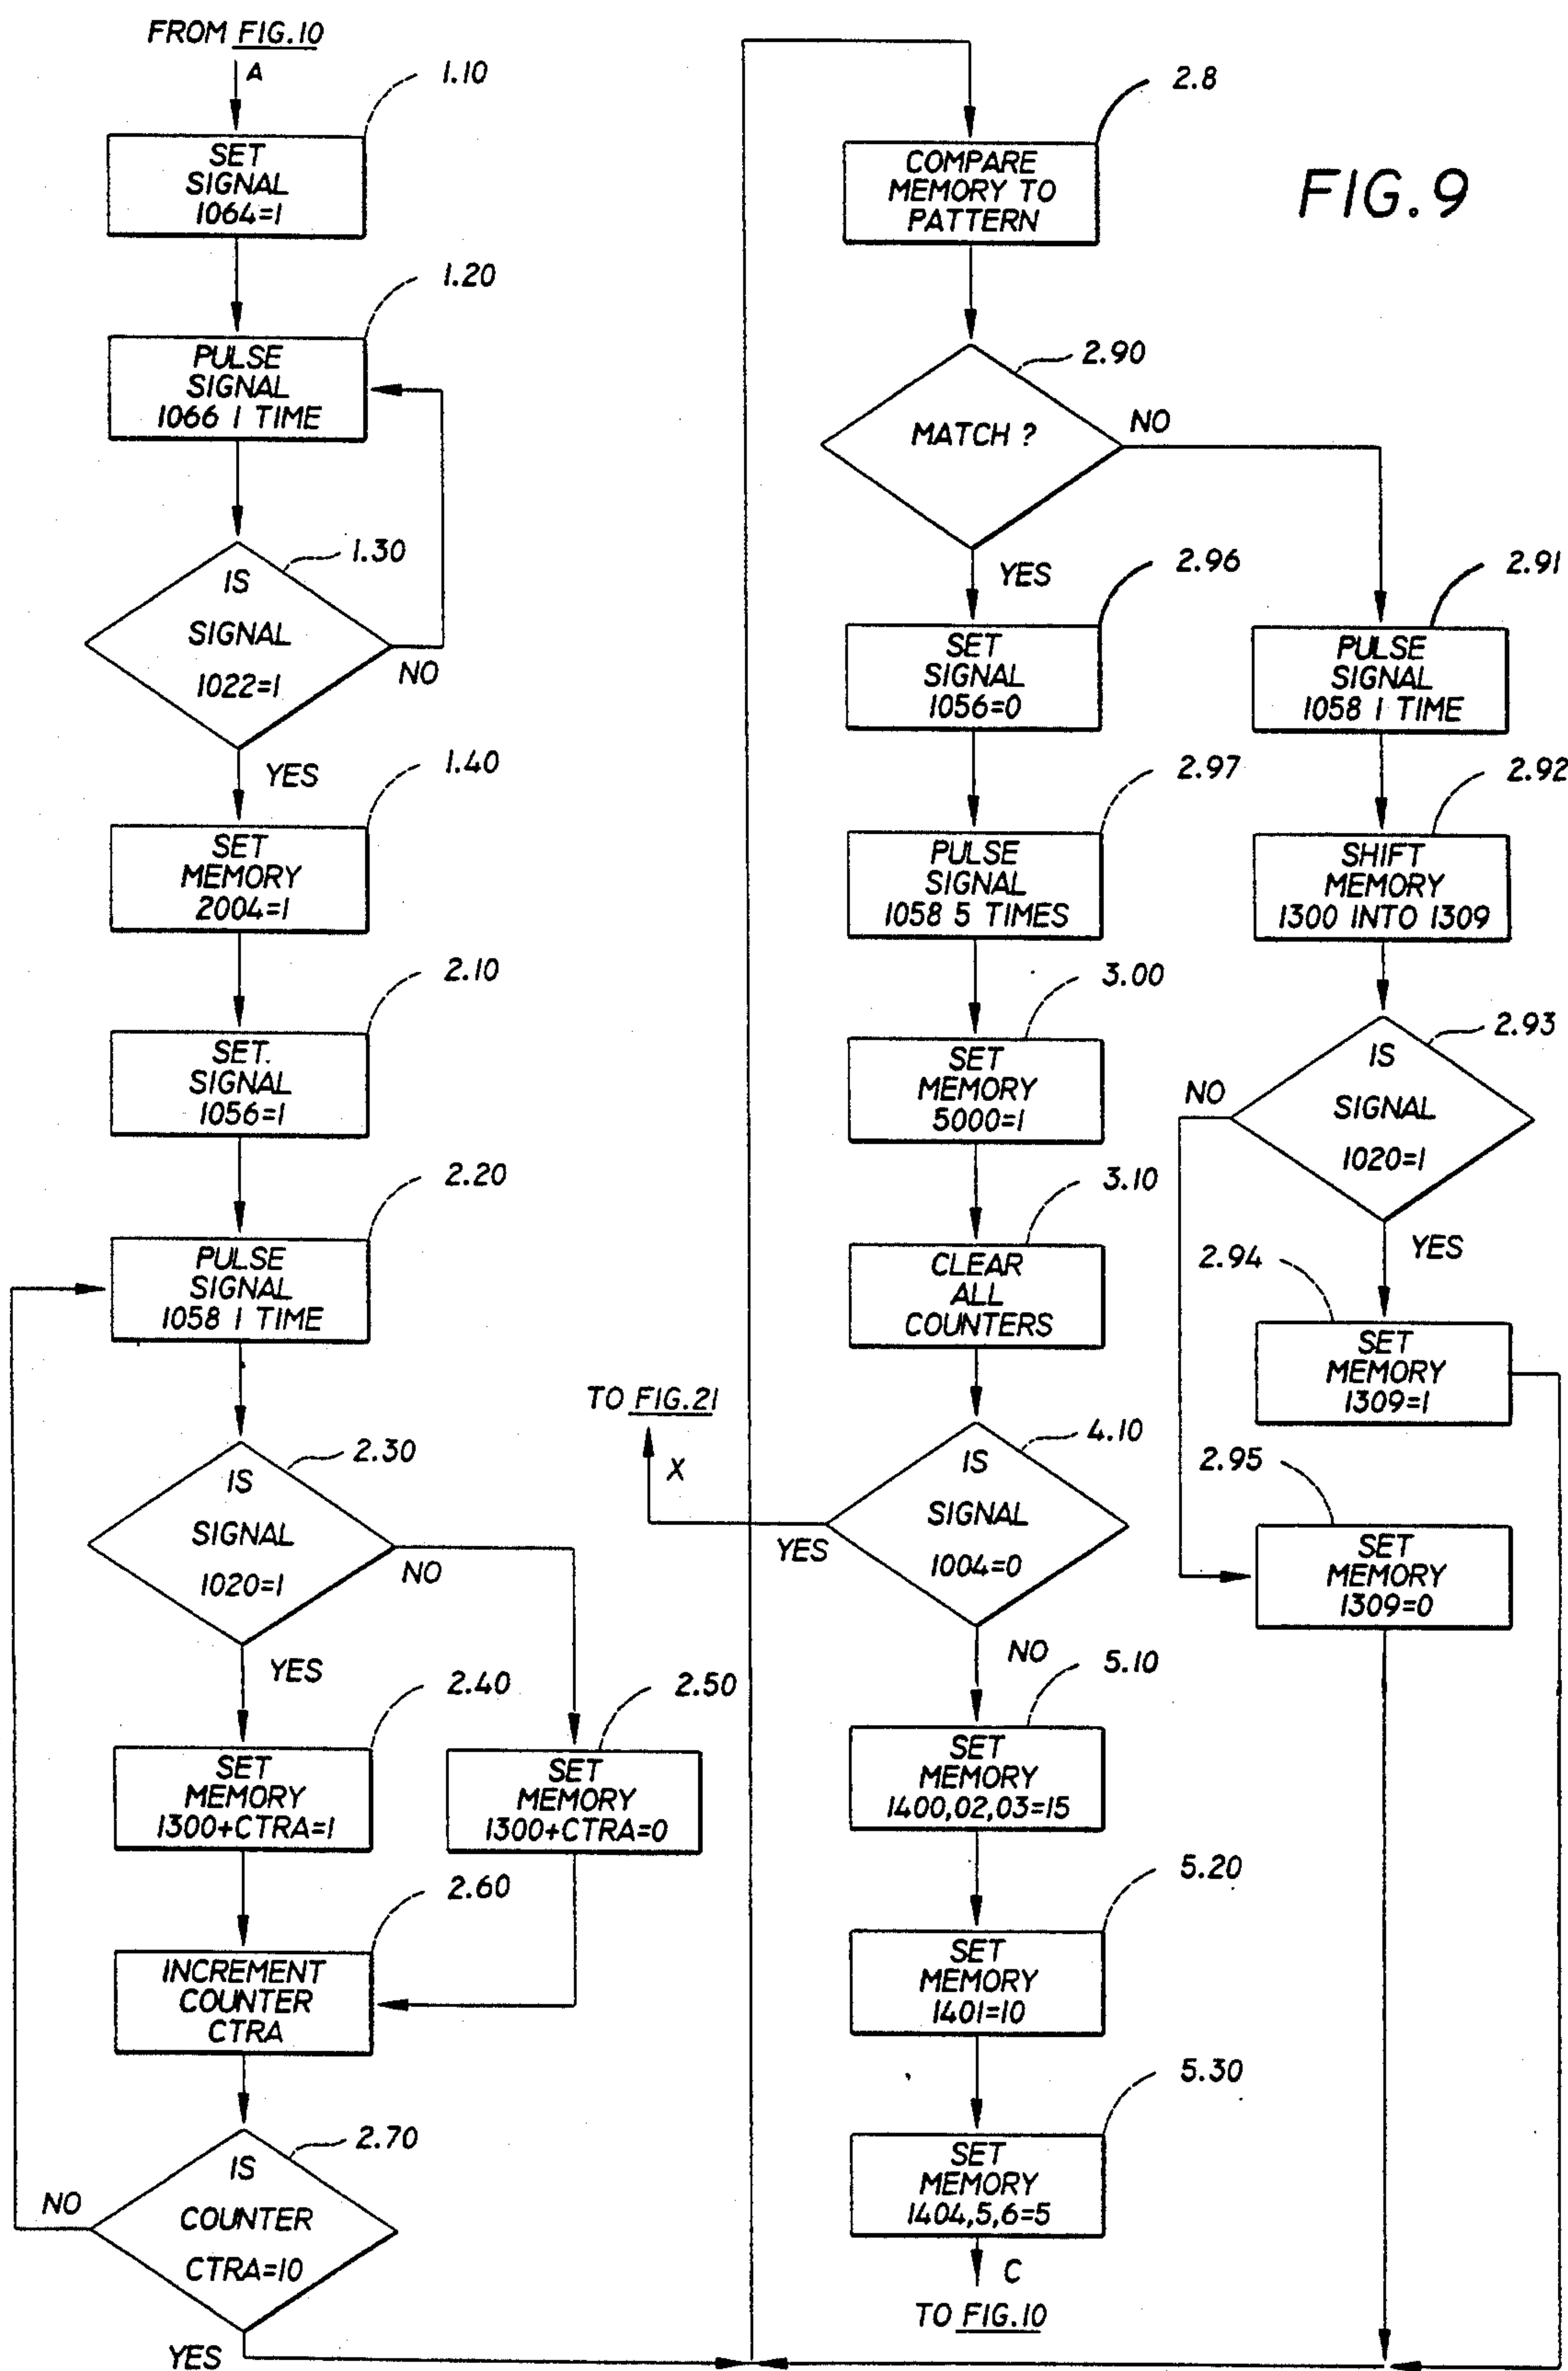 FROM FIG.10
A
1.10
SET
SIGNAL
1064=1
1.20
PULSE
SIGNAL
1066 1 TIME
1.30
IS
SIGNAL
1022=1
NO
YES
1.40
SET
MEMORY
2004=1
2.10
SET.
SIGNAL
1056=1
2.20
PULSE
SIGNAL
1058 1 TIME
2.30
IS
SIGNAL
1020=1
NO
YES
2.40
SET
MEMORY
1300+CTRA=1
2.50
SET
MEMORY
1300+CTRA=0
2.60
INCREMENT
COUNTER
CTRA
2.70
IS
COUNTER
CTRA=10
NO
YES
FIG.9
2.8
COMPARE
MEMORY TO
PATTERN
2.90
MATCH ?
NO
YES
2.96
SET
SIGNAL
1056=0
2.97
PULSE
SIGNAL
1058 5 TIMES
3.00
SET
MEMORY
5000=1
3.10
CLEAR
ALL
COUNTERS
4.10
IS
SIGNAL
1004=0
YES
X
TO FIG.21
NO
5.10
SET
MEMORY
1400,02,03=15
5.20
SET
MEMORY
1401=10
5.30
SET
MEMORY
1404,5,6=5
C
TO FIG.10
2.91
PULSE
SIGNAL
1058 1 TIME
2.92
SHIFT
MEMORY
1300 INTO 1309
2.93
IS
SIGNAL
1020=1
NO
YES
2.94
SET
MEMORY
1309=1
2.95
SET
MEMORY
1309=0